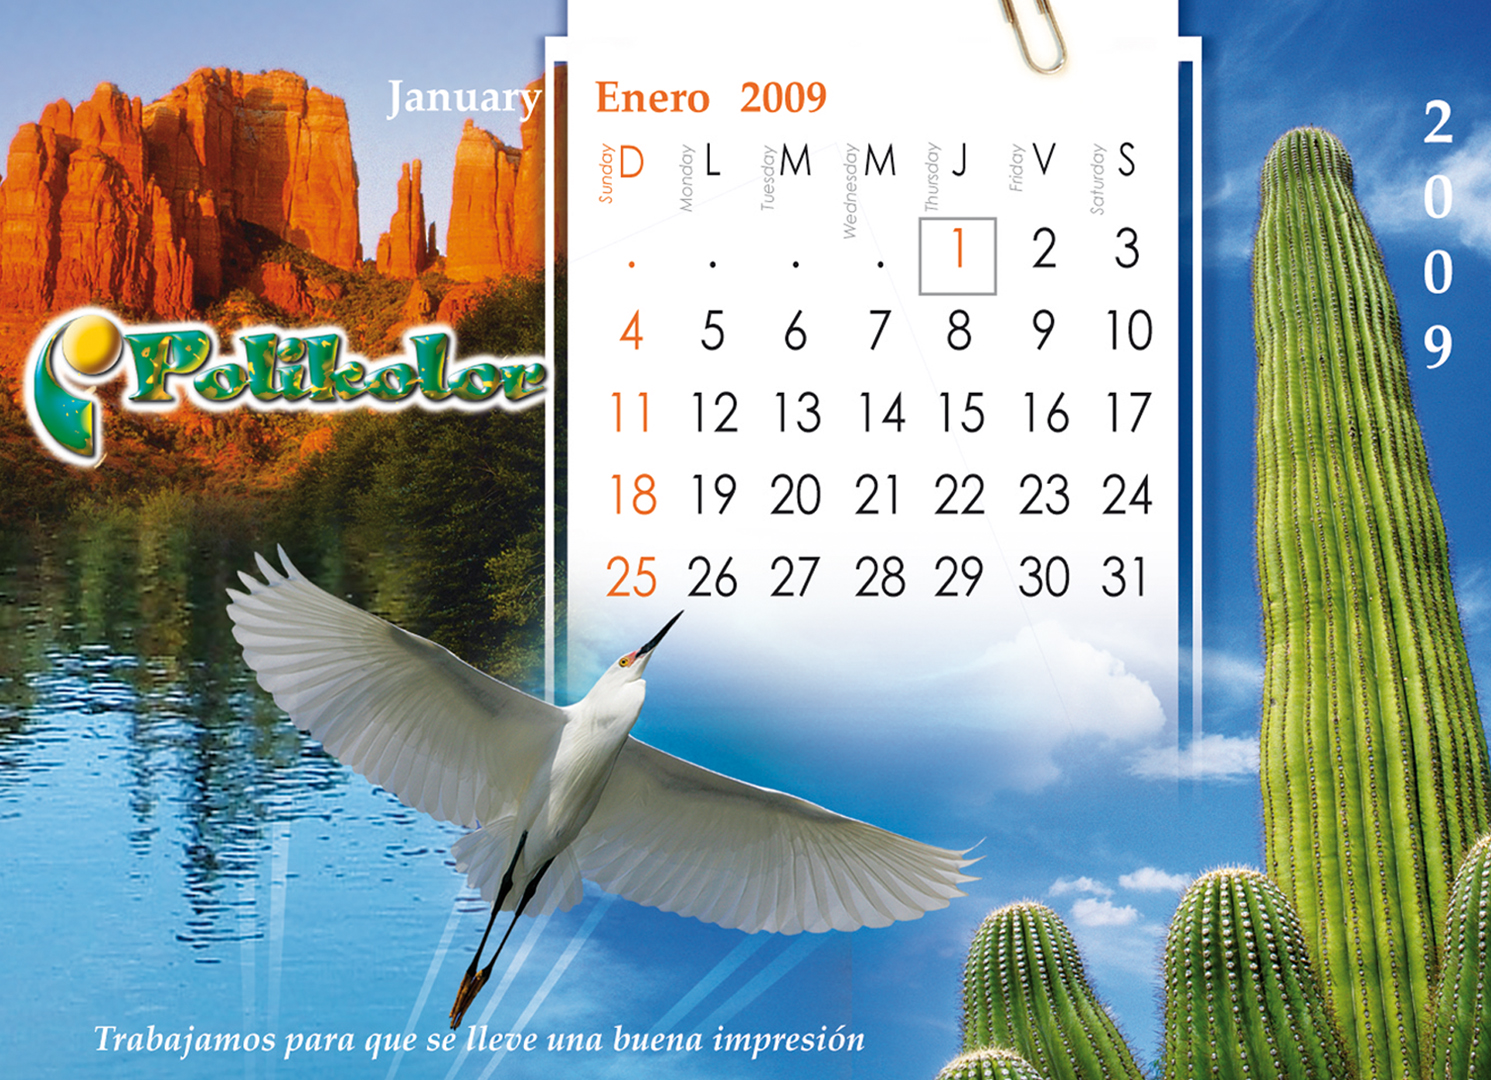 January Enero 2009
Sunday D Monday L Tuesday M Wednesday M Thursday J Friday V Saturday S
. . . . 1 2 3
4 5 6 7 8 9 10
11 12 13 14 15 16 17
18 19 20 21 22 23 24
25 26 27 28 29 30 31
Polikolor
2
0
0
9
Trabajamos para que se lleve una buena impresión